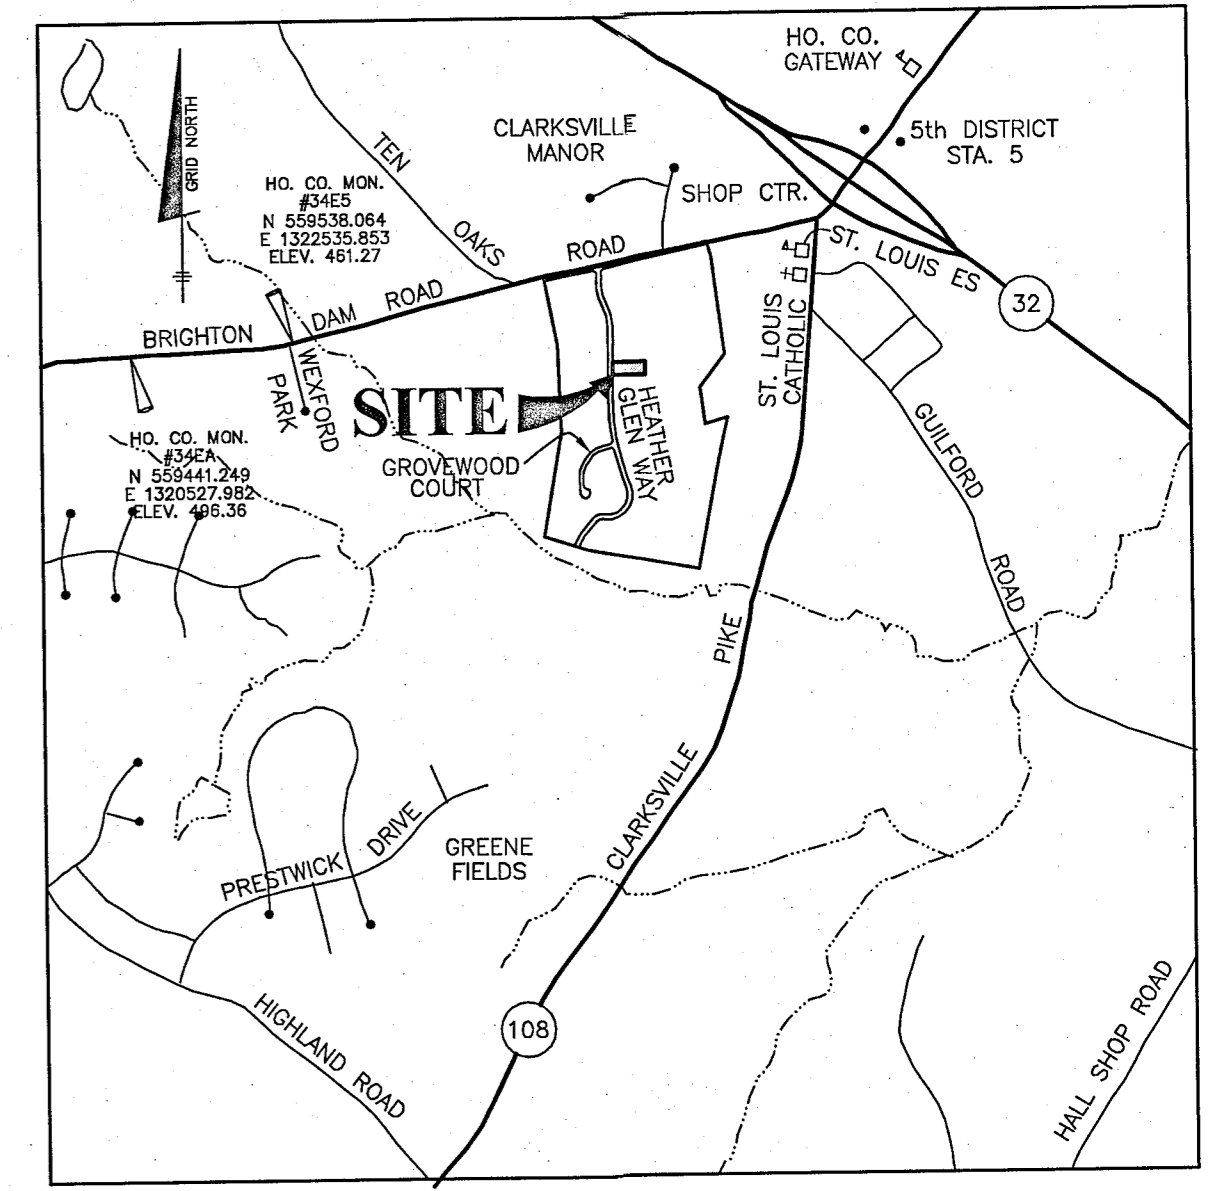 HO. CO.
GATEWAY
5th DISTRICT
STA. 5
CLARKSVILLE
MANOR
SHOP CTR.
TEN
OAKS
ROAD
GRID NORTH
HO. CO. MON.
#34E5
N 559538.064
E 1322535.853
ELEV. 461.27
BRIGHTON
DAM
ROAD
ST. LOUIS ES
32
ST. LOUIS
CATHOLIC
WEXFORD
PARK
SITE
HEATHER
GLEN WAY
GROVEWOOD
COURT
HO. CO. MON.
#34EA
N 559441.249
E 1320527.982
ELEV. 496.36
GUILFORD
ROAD
PIKE
CLARKSVILLE
PRESTWICK
DRIVE
GREENE
FIELDS
108
HIGHLAND ROAD
HALL SHOP ROAD